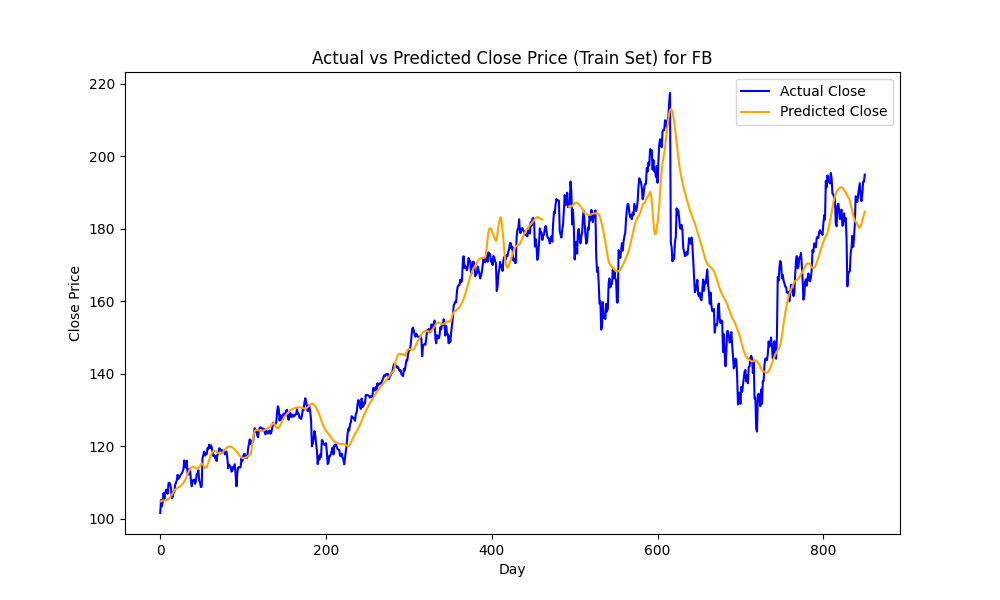 Actual vs Predicted Close Price (Train Set) for FB
Actual Close
Predicted Close
220
200
180
160
140
120
100
Close Price
0 200 400 600 800
Day